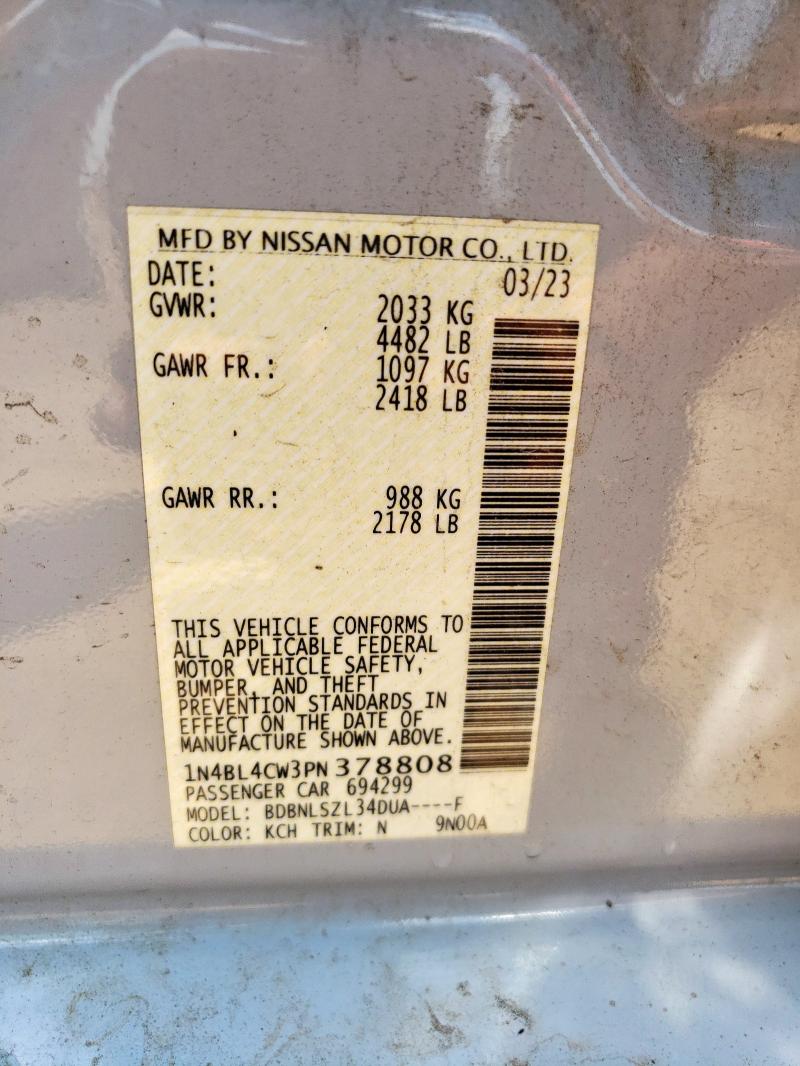 MFD BY NISSAN MOTOR CO., LTD.
DATE: 03/23
GVWR: 2033 KG
4482 LB
GAWR FR.: 1097 KG
2418 LB
GAWR RR.: 988 KG
2178 LB
THIS VEHICLE CONFORMS TO
ALL APPLICABLE FEDERAL
MOTOR VEHICLE SAFETY,
BUMPER, AND THEFT
PREVENTION STANDARDS IN
EFFECT ON THE DATE OF
MANUFACTURE SHOWN ABOVE.
1N4BL4CW3PN378808
PASSENGER CAR 694299
MODEL: BDBNLSZL34DUA----F
COLOR: KCH TRIM: N 9N00A